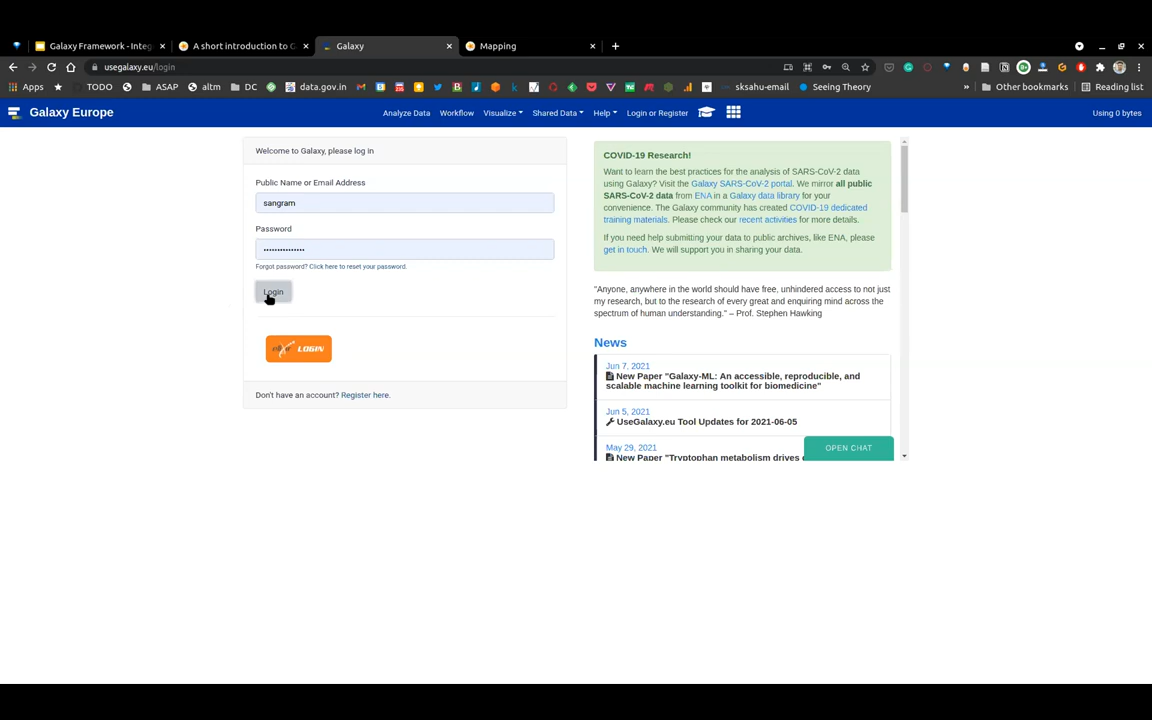 Galaxy Framework - Integ
A short introduction to G
Galaxy
Mapping
usegalaxy.eu/login
Apps
TODO
ASAP
altm
DC
data.gov.in
sksahu-email
Seeing Theory
»
Other bookmarks
Reading list
Galaxy Europe
Analyze Data Workflow Visualize Shared Data Help Login or Register
Using 0 bytes
Welcome to Galaxy, please log in
Public Name or Email Address
sangram
Password
•••••••••••••••
Forgot password? Click here to reset your password.
Login
LOGIN
Don't have an account? Register here.
COVID-19 Research!
Want to learn the best practices for the analysis of SARS-CoV-2 data
using Galaxy? Visit the Galaxy SARS-CoV-2 portal. We mirror all public
SARS-CoV-2 data from ENA in a Galaxy data library for your
convenience. The Galaxy community has created COVID-19 dedicated
training materials. Please check our recent activities for more details.
If you need help submitting your data to public archives, like ENA, please
get in touch. We will support you in sharing your data.
"Anyone, anywhere in the world should have free, unhindered access to not just
my research, but to the research of every great and enquiring mind across the
spectrum of human understanding." – Prof. Stephen Hawking
News
Jun 7, 2021
New Paper "Galaxy-ML: An accessible, reproducible, and
scalable machine learning toolkit for biomedicine"
Jun 5, 2021
UseGalaxy.eu Tool Updates for 2021-06-05
May 29, 2021
New Paper "Tryptophan metabolism drives
OPEN CHAT